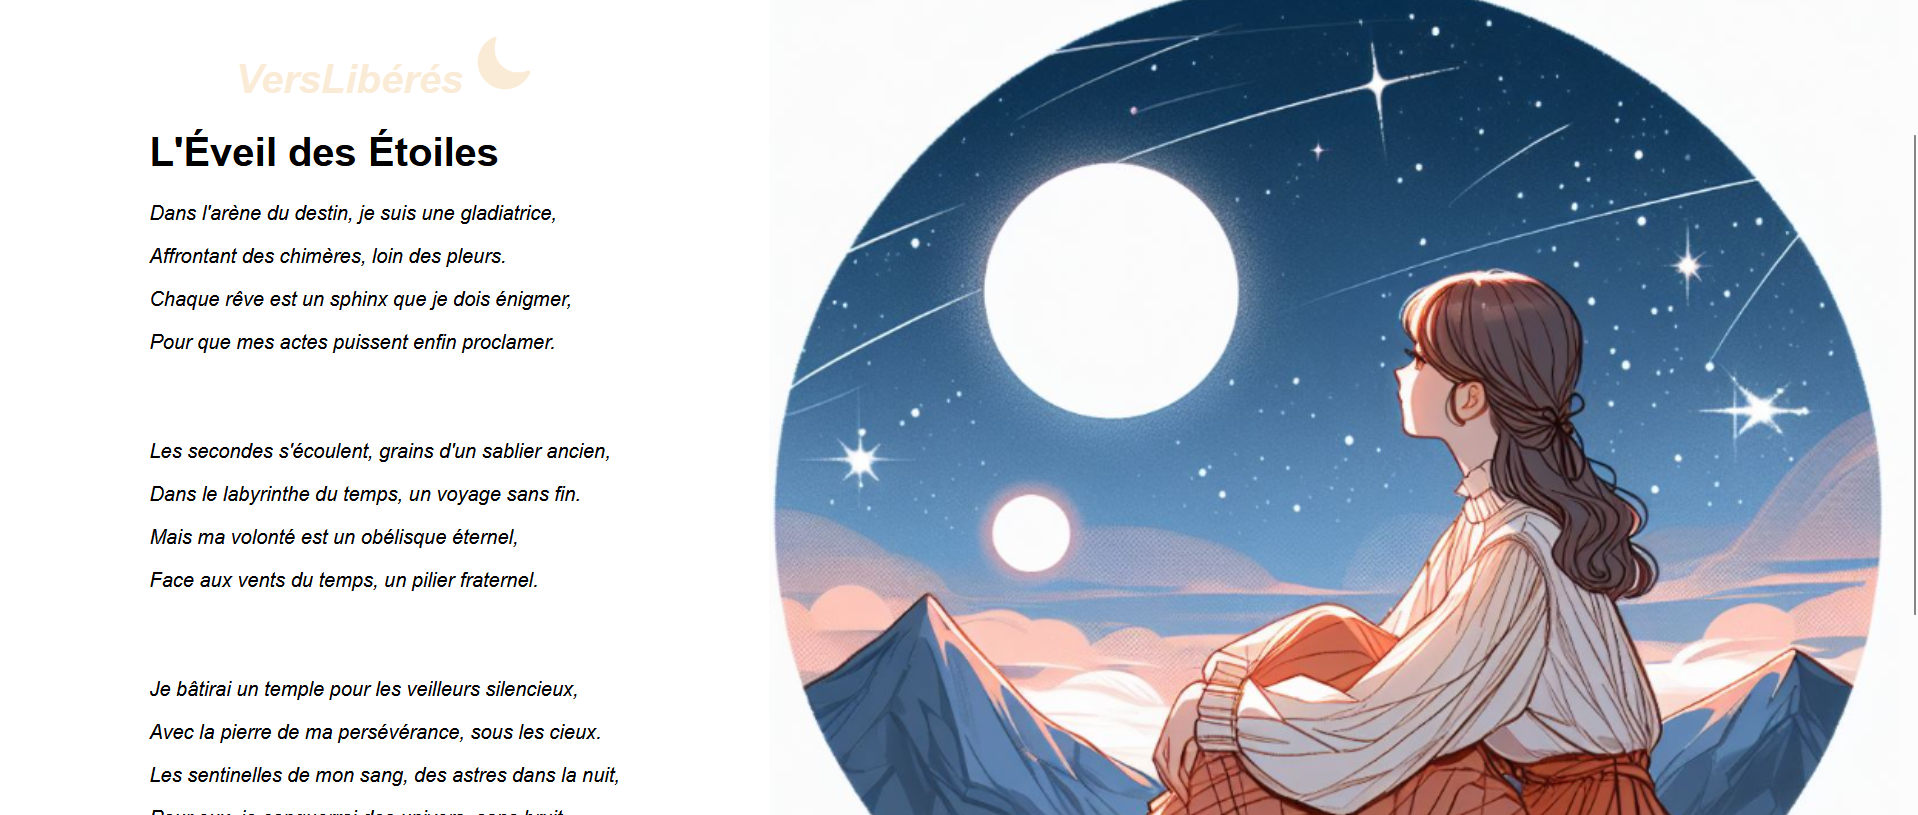 VersLibérés
L'Éveil des Étoiles
Dans l'arène du destin, je suis une gladiatrice,
Affrontant des chimères, loin des pleurs.
Chaque rêve est un sphinx que je dois énigmer,
Pour que mes actes puissent enfin proclamer.
Les secondes s'écoulent, grains d'un sablier ancien,
Dans le labyrinthe du temps, un voyage sans fin.
Mais ma volonté est un obélisque éternel,
Face aux vents du temps, un pilier fraternel.
Je bâtirai un temple pour les veilleurs silencieux,
Avec la pierre de ma persévérance, sous les cieux.
Les sentinelles de mon sang, des astres dans la nuit,